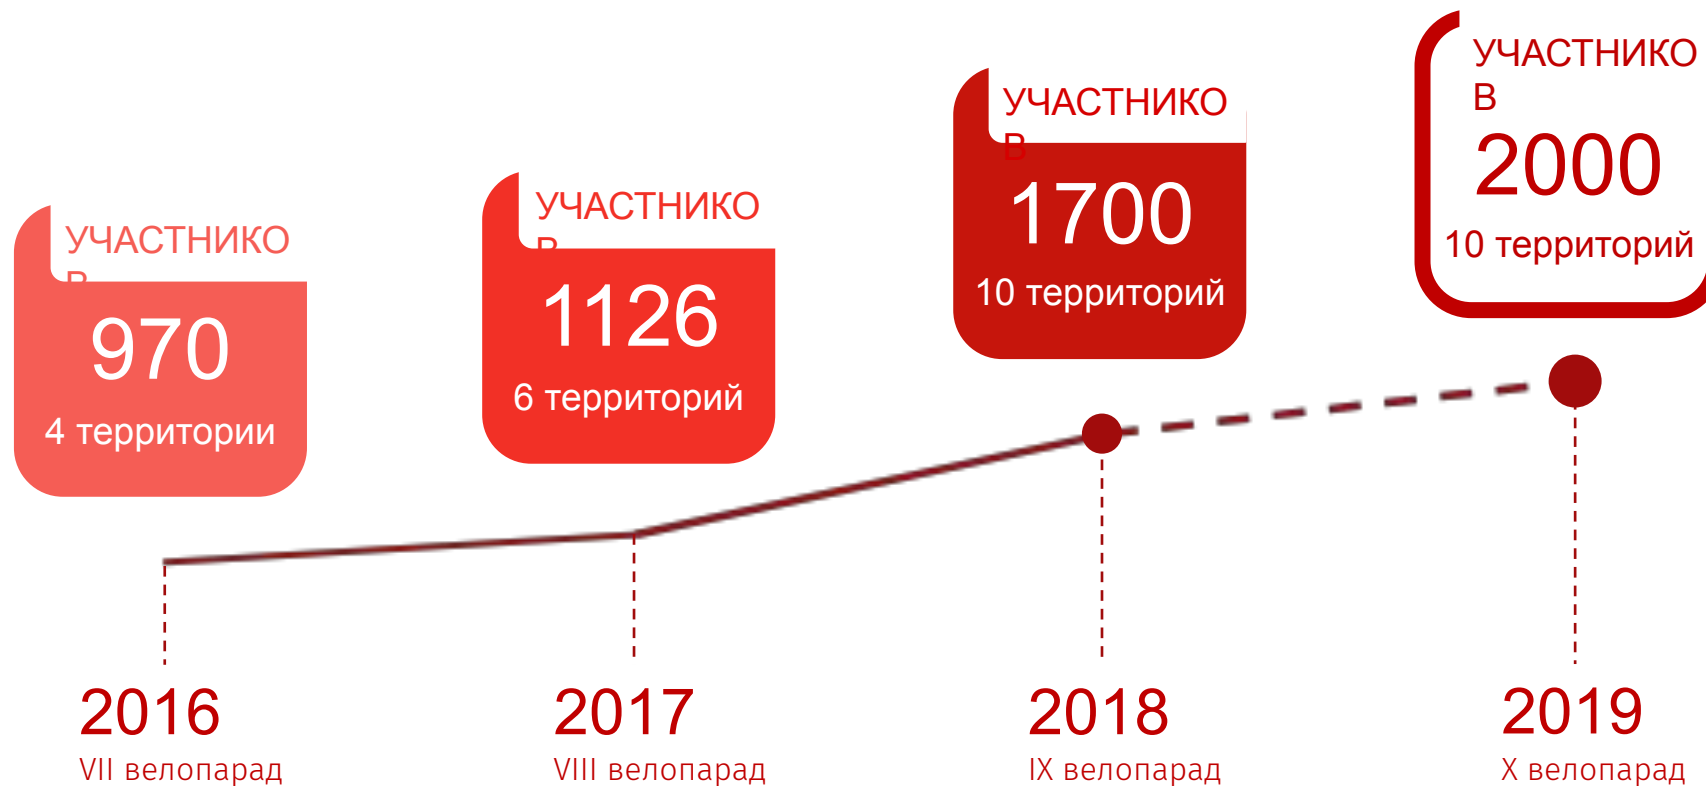 УЧАСТНИКО
В
970
4 территории
УЧАСТНИКО
В
1126
6 территорий
УЧАСТНИКО
В
1700
10 территорий
УЧАСТНИКО
В
2000
10 территорий
2016
VII велопарад
2017
VIII велопарад
2018
IX велопарад
2019
X велопарад